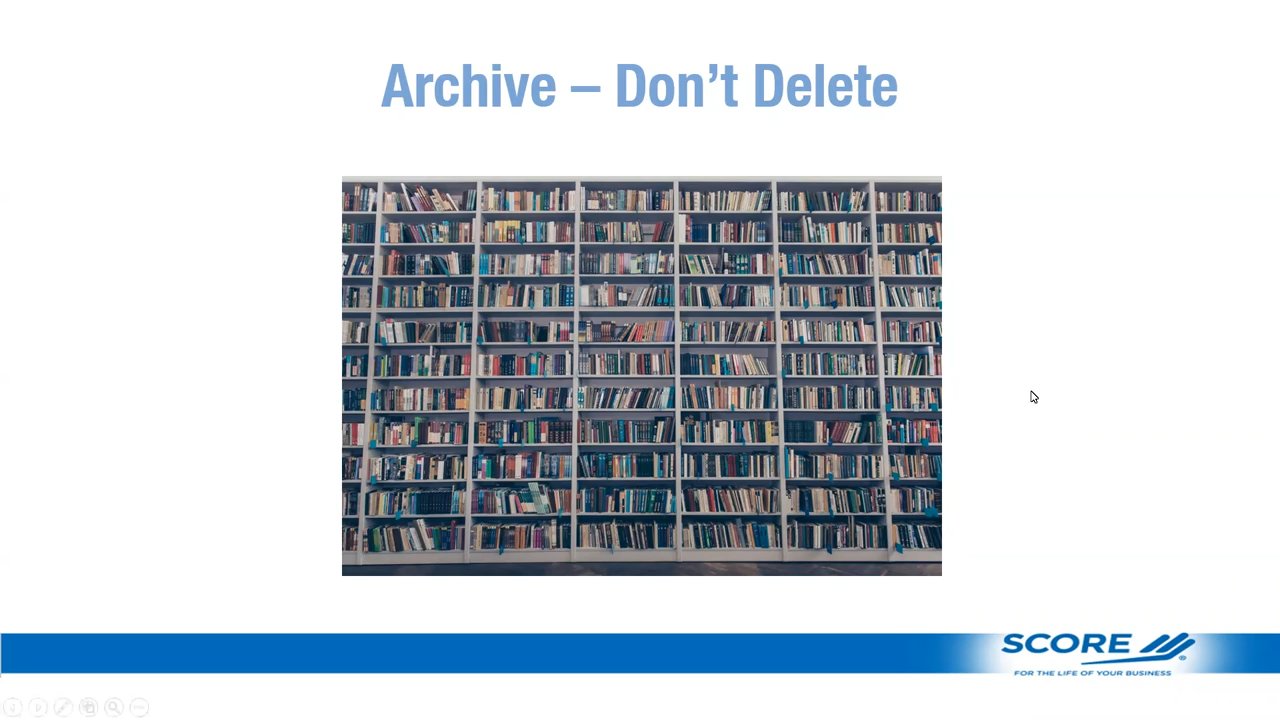 Archive – Don’t Delete
SCORE
®
FOR THE LIFE OF YOUR BUSINESS